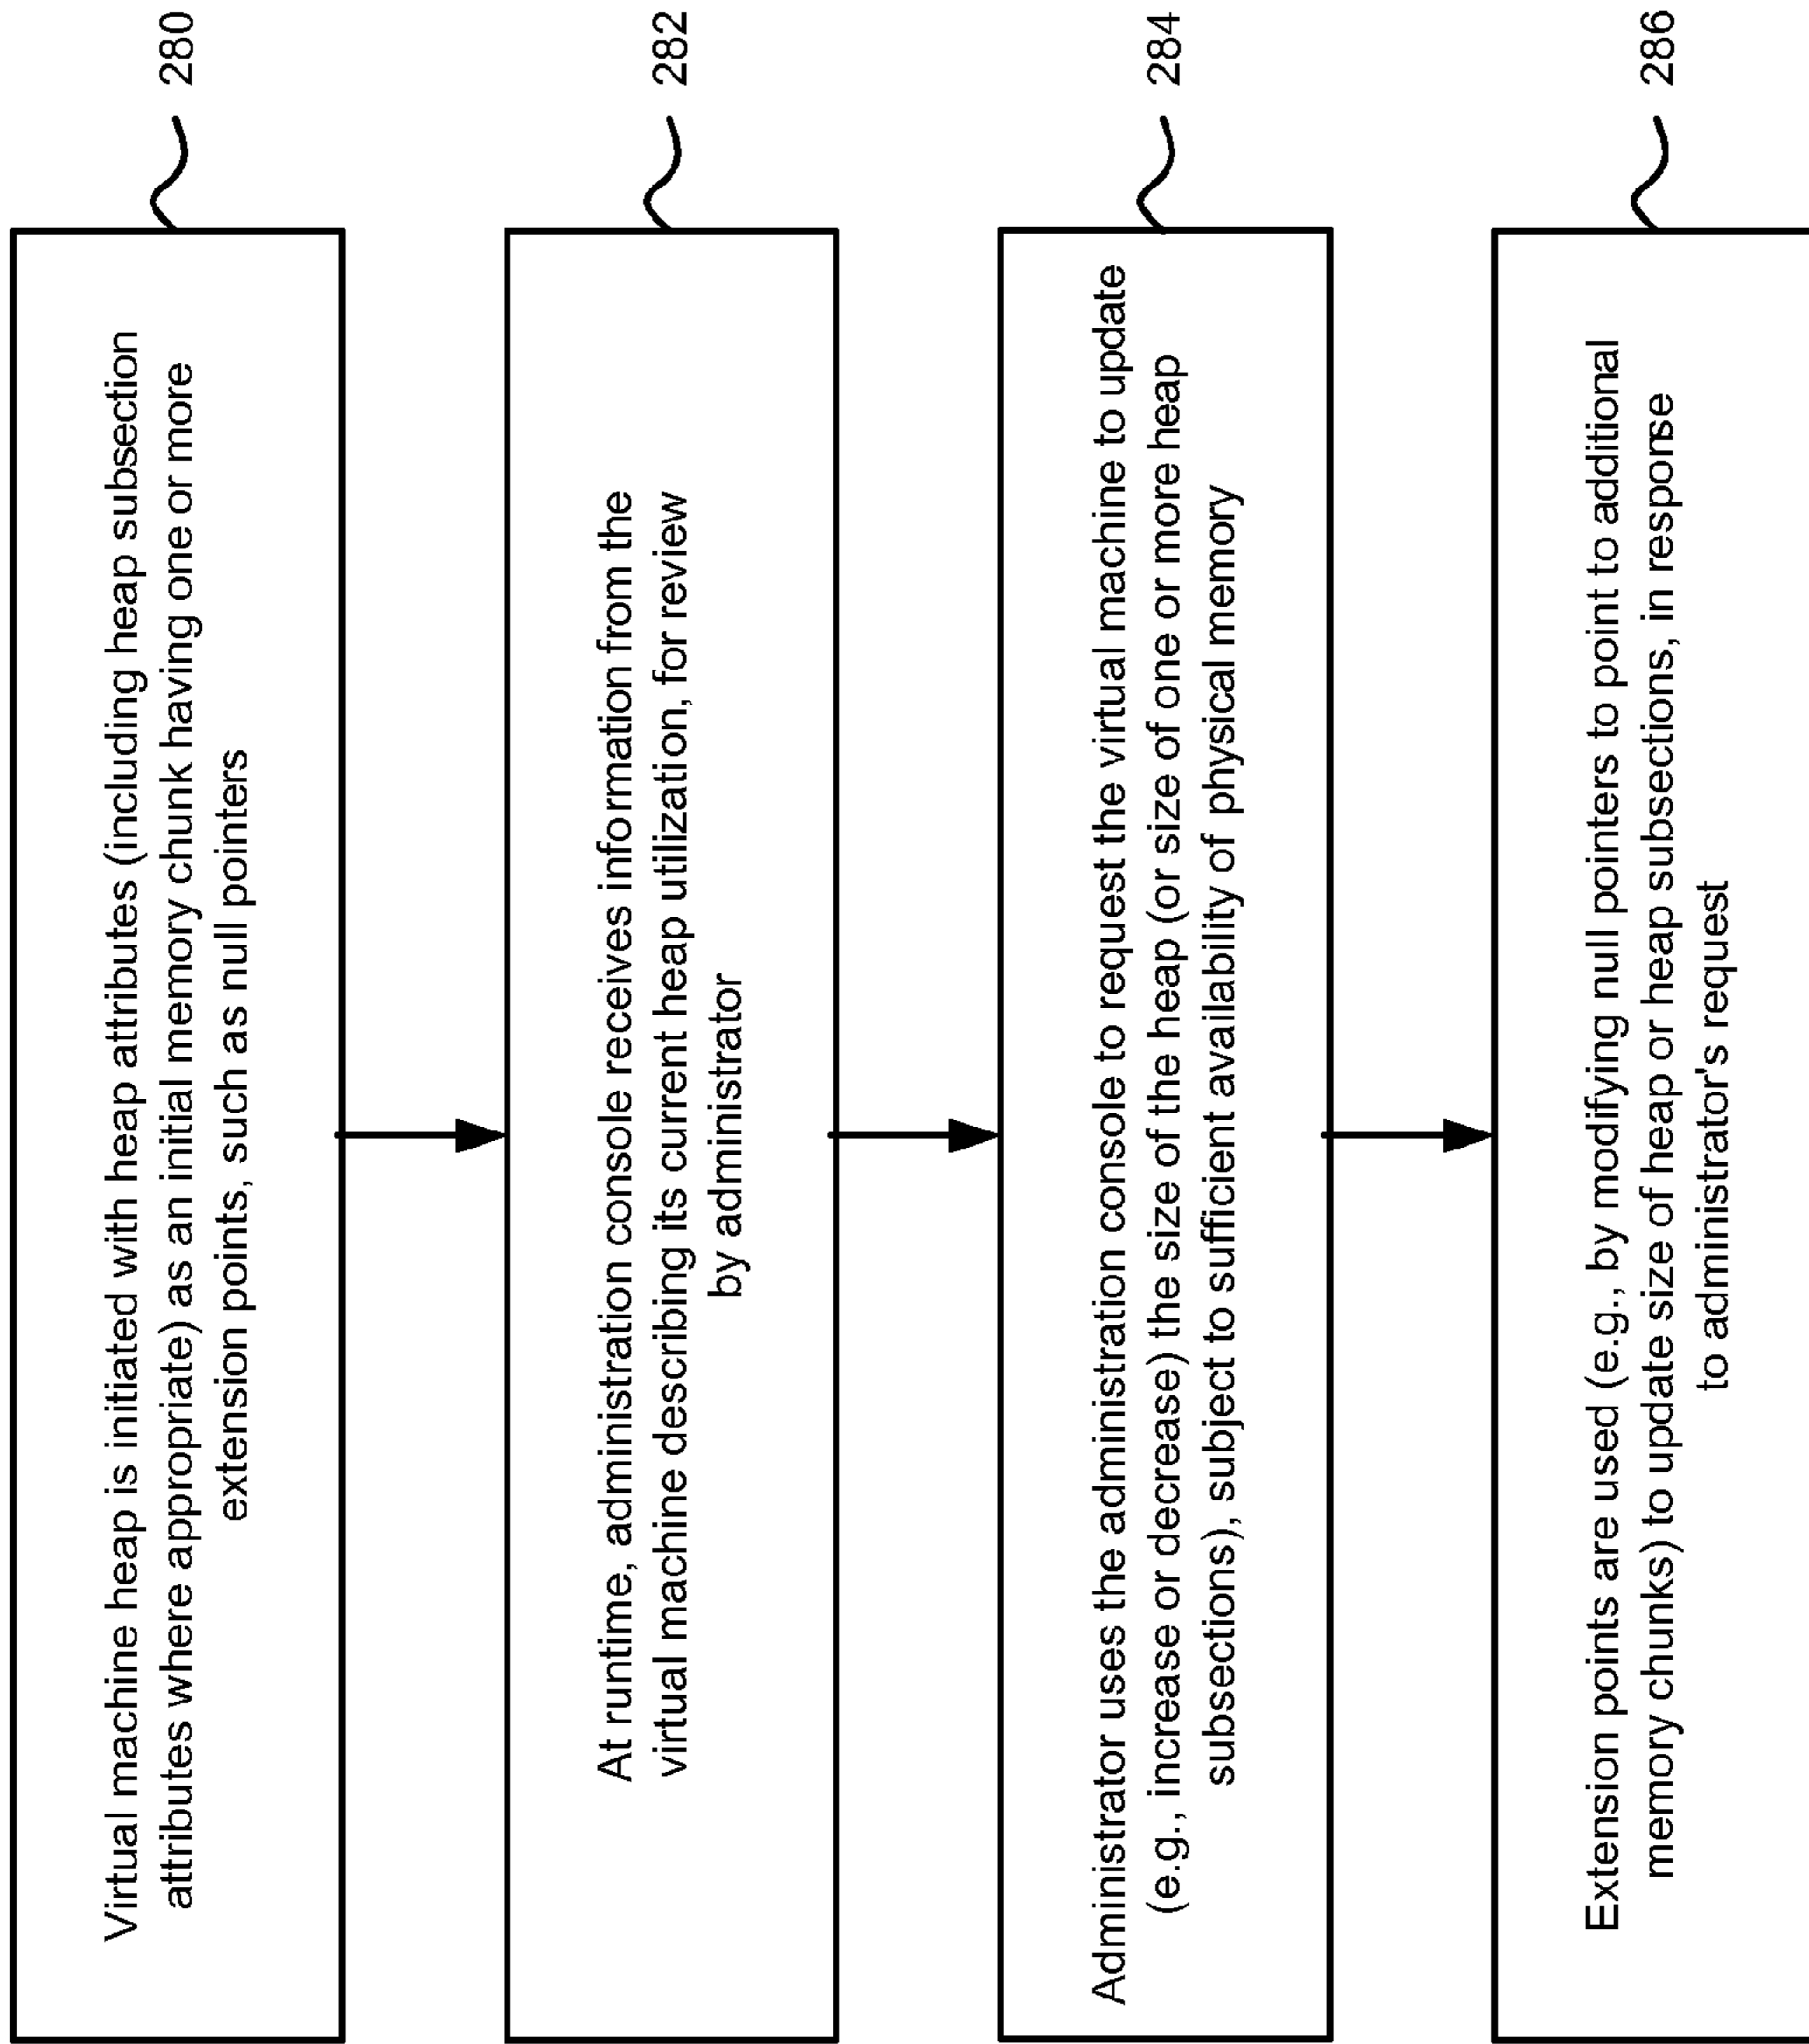 Virtual machine heap is initiated with heap attributes (including heap subsection
attributes where appropriate) as an initial memory chunk having one or more
extension points, such as null pointers
280
At runtime, administration console receives information from the
virtual machine describing its current heap utilization, for review
by administrator
282
Administrator uses the administration console to request the virtual machine to update
(e.g., increase or decrease) the size of the heap (or size of one or more heap
subsections), subject to sufficient availability of physical memory
284
Extension points are used (e.g., by modifying null pointers to point to additional
memory chunks) to update size of heap or heap subsections, in response
to administrator's request
286